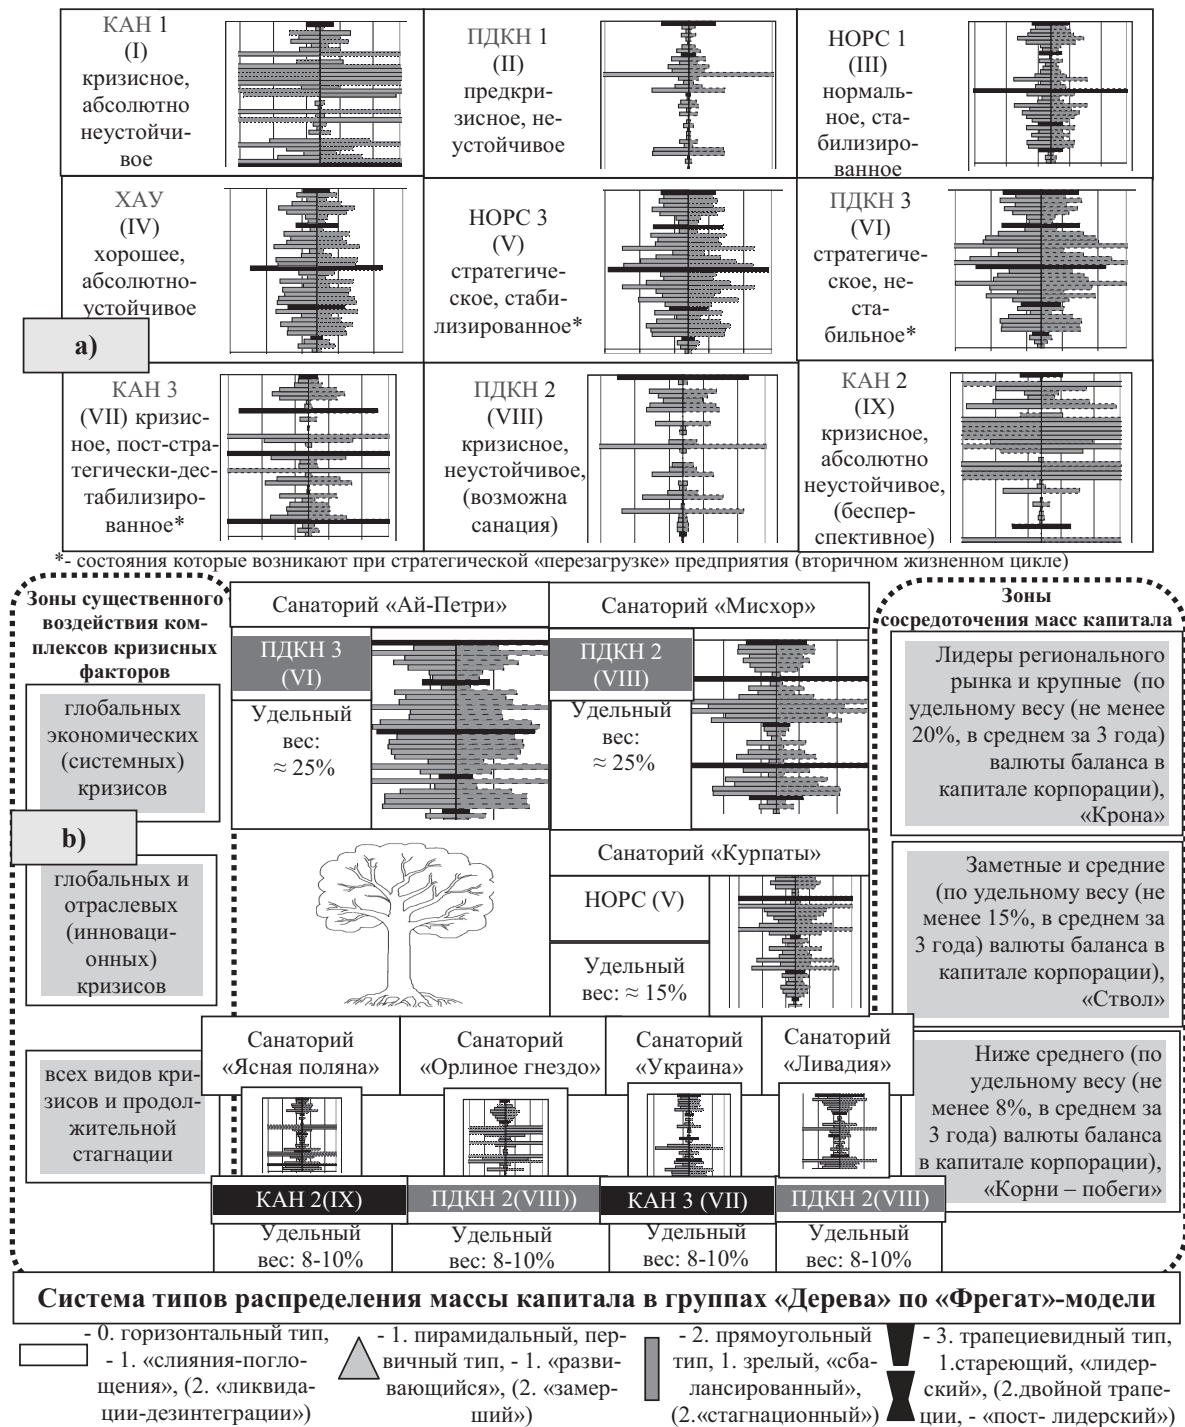 КАН 1
(I)
кризисное,
абсолютно
неустойчи-
вое
ПДКН 1
(II)
предкри-
зисное, не-
устойчивое
НОРС 1
(III)
нормаль-
ное, ста-
билизиро-
ванное
ХАУ
(IV)
хорошее,
абсолютно-
устойчивое
НОРС 3
(V)
стратегиче-
ское, стаби-
лизированное*
ПДКН 3
(VI)
стратегиче-
ское, не-
ста-
бильное*
а)
КАН 3
(VII) кризис-
ное, пост-стра-
тегически-дес-
табилизиро-
ванное*
ПДКН 2
(VIII)
кризисное,
неустойчивое,
(возможна
санация)
КАН 2
(IX)
кризисное,
абсолютно
неустойчивое,
(беспер-
спективное)
*- состояния которые возникают при стратегической «перезагрузке» предприятия (вторичном жизненном цикле)
Зоны существенного
воздействия ком-
плексов кризисных
факторов
глобальных
экономических
(системных)
кризисов
b)
глобальных и
отраслевых
(инноваци-
онных)
кризисов
всех видов кри-
зисов и продол-
жительной
стагнации
Санаторий «Ай-Петри»
ПДКН 3
(VI)
Удельный
вес:
≈ 25%
Санаторий «Мисхор»
ПДКН 2
(VIII)
Удельный
вес:
≈ 25%
Санаторий «Курпаты»
НОРС (V)
Удельный
вес: ≈ 15%
Зоны
сосредоточения масс капитала
Лидеры регионального
рынка и крупные (по
удельному весу (не менее
20%, в среднем за 3 года)
валюты баланса в
капитале корпорации),
«Крона»
Заметные и средние
(по удельному весу (не
менее 15%, в среднем за
3 года) валюты баланса в
капитале корпорации),
«Ствол»
Ниже среднего (по
удельному весу (не
менее 8%, в среднем за
3 года) валюты баланса
в капитале корпорации),
«Корни – побеги»
Санаторий
«Ясная поляна»
КАН 2(IX)
Удельный
вес: 8-10%
Санаторий
«Орлиное гнездо»
ПДКН 2(VIII))
Удельный
вес: 8-10%
Санаторий
«Украина»
КАН 3 (VII)
Удельный
вес: 8-10%
Санаторий
«Ливадия»
ПДКН 2(VIII)
Удельный
вес: 8-10%
Система типов распределения массы капитала в группах «Дерева» по «Фрегат»-модели
- 0. горизонтальный тип,
- 1. «слияния-погло-
щения», (2. «ликвида-
ции-дезинтеграции»)
- 1. пирамидальный, пер-
вичный тип, - 1. «разви-
вающийся», (2. «замер-
ший»)
- 2. прямоугольный
тип, 1. зрелый, «сба-
лансированный»,
(2.«стагнационный»)
- 3. трапециевидный тип,
1.стареющий, «лидер-
ский», (2.двойной трапе-
ции, - «пост- лидерский»)